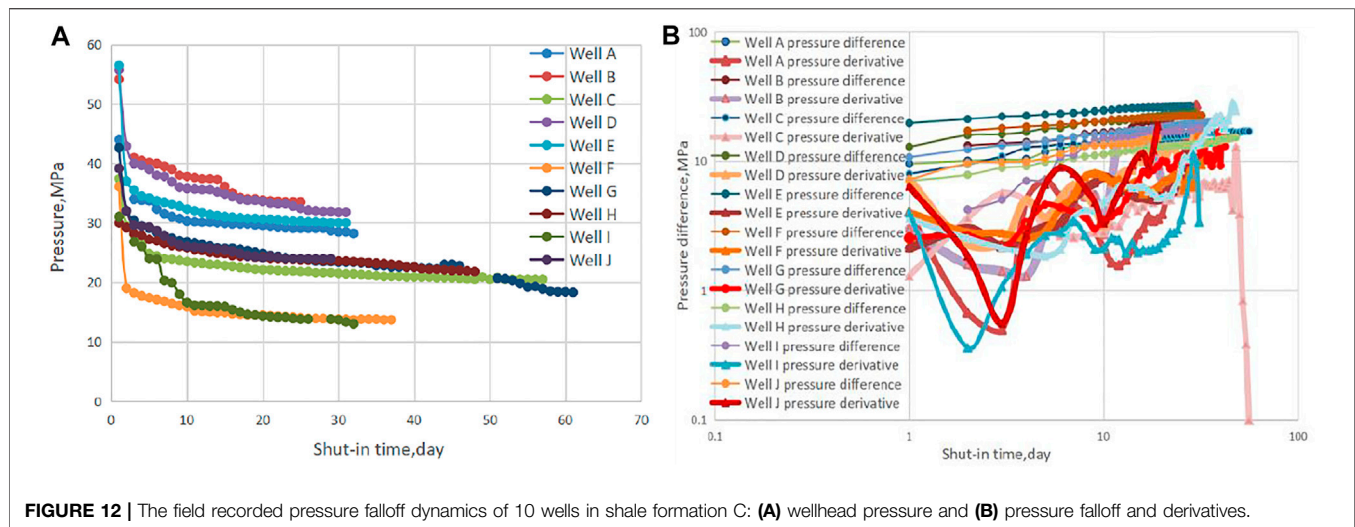 A
60
50
40
30
20
10
0
Pressure,MPa
0 10 20 30 40 50 60 70
Shut-in time,day
Well A
Well B
Well C
Well D
Well E
Well F
Well G
Well H
Well I
Well J
B
100
10
1
0.1
Pressure difference,MPa
0.1 1 10 100
Shut-in time,day
Well A pressure difference
Well A pressure derivative
Well B pressure difference
Well B pressure derivative
Well C pressure difference
Well C pressure derivative
Well D pressure difference
Well D pressure derivative
Well E pressure difference
Well E pressure derivative
Well F pressure difference
Well F pressure derivative
Well G pressure difference
Well G pressure derivative
Well H pressure difference
Well H pressure derivative
Well I pressure difference
Well I pressure derivative
Well J pressure difference
Well J pressure derivative
FIGURE 12 | The field recorded pressure falloff dynamics of 10 wells in shale formation C: (A) wellhead pressure and (B) pressure falloff and derivatives.